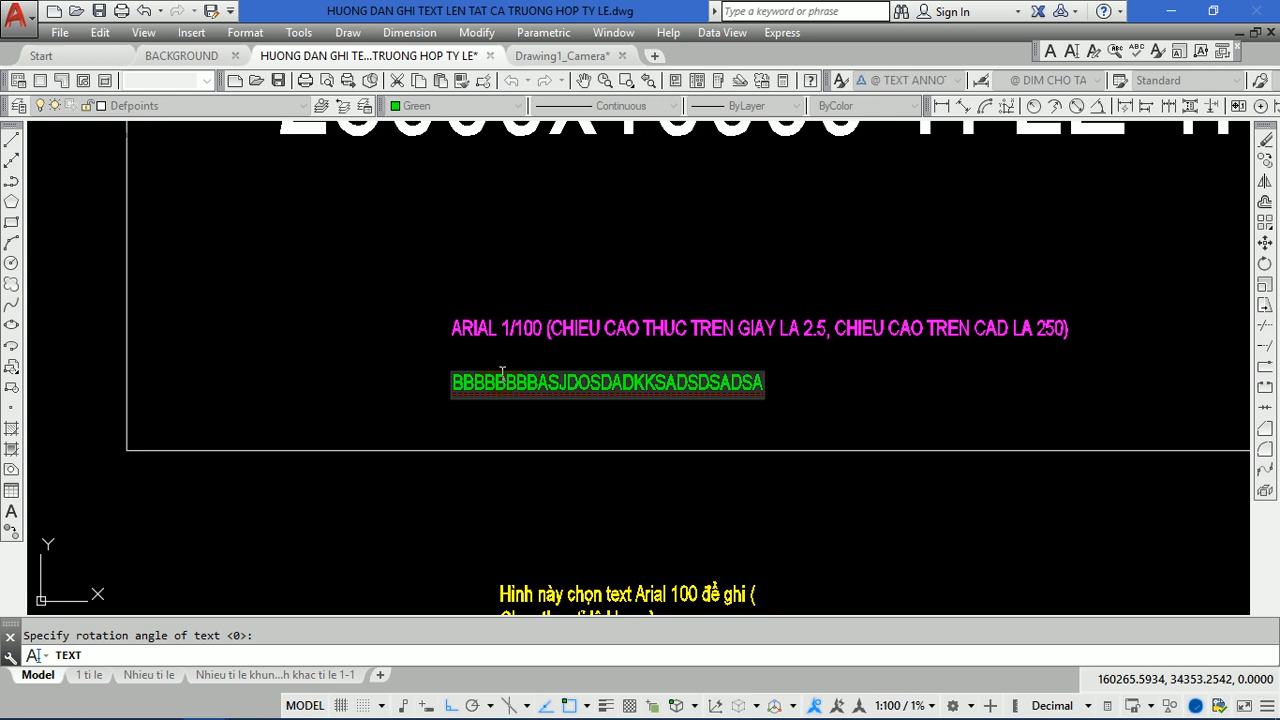 HUONG DAN GHI TEXT LEN TAT CA TRUONG HOP TY LE.dwg
Type a keyword or phrase
Sign In
File Edit View Insert Format Tools Draw Dimension Modify Parametric Window Help Data View Express
Start BACKGROUND HUONG DAN GHI TE...TRUONG HOP TY LE* Drawing1_Camera*
@ TEXT ANNOT @ DIM CHO TA Standard
Defpoints Green Continuous ByLayer ByColor
ARIAL 1/100 (CHIEU CAO THUC TREN GIAY LA 2.5, CHIEU CAO TREN CAD LA 250)
BBBBBBBBASJDOSDADKKSADSDSADSA
Y
X
Hình này chọn text Arial 100 để ghi (
Specify rotation angle of text <0>:
TEXT
Model 1 ti le Nhieu ti le Nhieu ti le khun...h khac ti le 1-1
160265.5934, 34353.2542, 0.0000
MODEL 1:100 / 1% Decimal